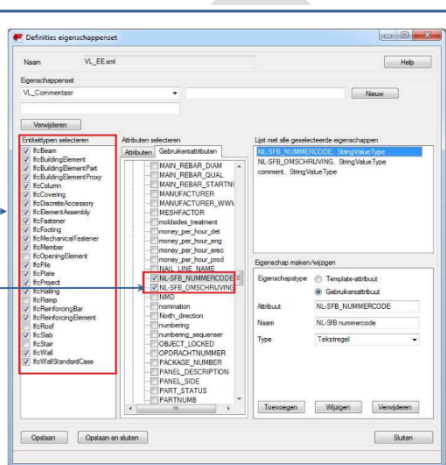 Definities eigenschappenset
Naam
VL_EE.xml
Help
Eigenschappenset
VL_Commentaar
Nieuw
Verwijderen
Entiteittypen selecteren
IfcBeam
IfcBuildingElement
IfcBuildingElementPart
IfcBuildingElementProxy
IfcColumn
IfcCovering
IfcDiscreteAccessory
IfcElementAssembly
IfcFastener
IfcFooting
IfcMechanicalFastener
IfcMember
IfcOpeningElement
IfcPile
IfcPlate
IfcProject
IfcRailing
IfcRamp
IfcReinforcingBar
IfcReinforcingElement
IfcRoof
IfcSlab
IfcStair
IfcWall
IfcWallStandardCase
Attributen selecteren
Attributen Gebruikersattributen
MAIN_REBAR_DIAM
MAIN_REBAR_QUAL
MAIN_REBAR_STARTN
MANUFACTURER
MANUFACTURER_WWW
MESHFACTOR
moldsides_treatment
money_per_hour_det
money_per_hour_eng
money_per_hour_erec
money_per_hour_prod
NAIL_LINE_NAME
NL-SFB_NUMMERCODE
NL-SFB_OMSCHRIJVING
NMD
nomination
North_direction
numbering
numbering_sequenser
OBJECT_LOCKED
OPDRACHTNUMMER
PACKAGE_NUMBER
PANEL_DESCRIPTION
PANEL_SIDE
PART_STATUS
PARTNUMB
Lijst met alle geselecteerde eigenschappen
NL-SFB_NUMMERCODE, StringValueType
NL-SFB_OMSCHRIJVING, StringValueType
comment, StringValueType
Eigenschap maken/wijzigen
Eigenschapstype
Template-attribuut
Gebruikersattribuut
Attribuut
NL-SFB_NUMMERCODE
Naam
NL-SfB nummercode
Type
Tekstregel
Toevoegen
Wijzigen
Verwijderen
Opslaan
Opslaan en sluiten
Sluiten